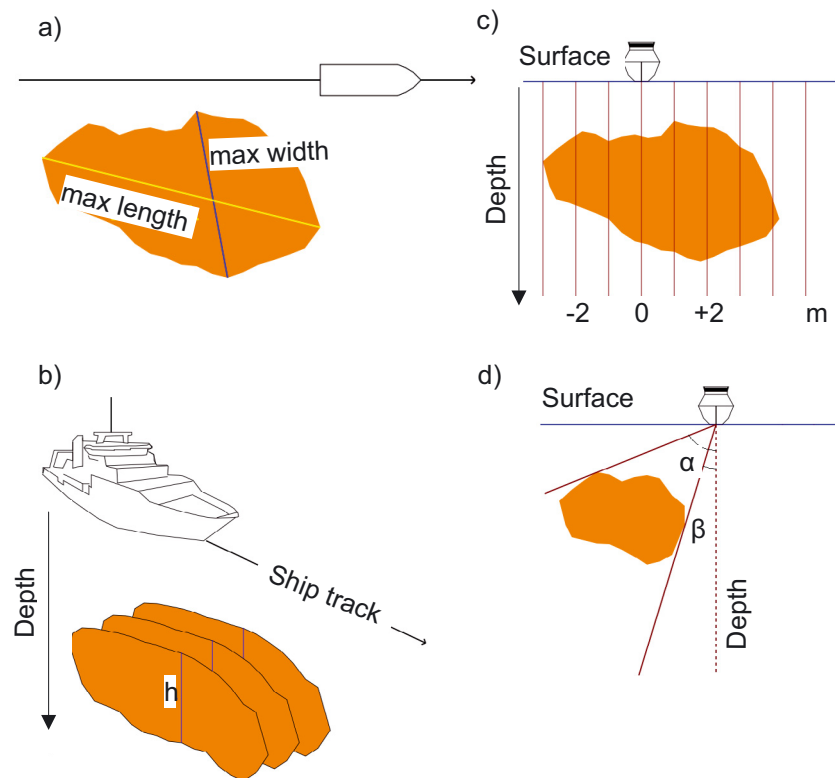 a)
max width
max length
b)
Depth
Ship track
h
c)
Surface
Depth
-2 0 +2 m
d)
Surface
α
β
Depth